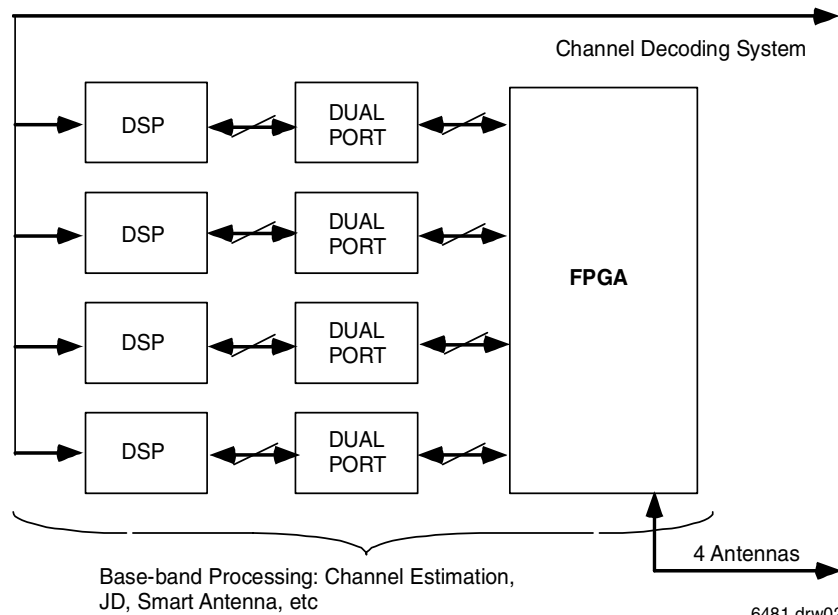 Channel Decoding System
DSP
DUAL
PORT
DSP
DUAL
PORT
FPGA
DSP
DUAL
PORT
DSP
DUAL
PORT
4 Antennas
Base-band Processing: Channel Estimation,
JD, Smart Antenna, etc